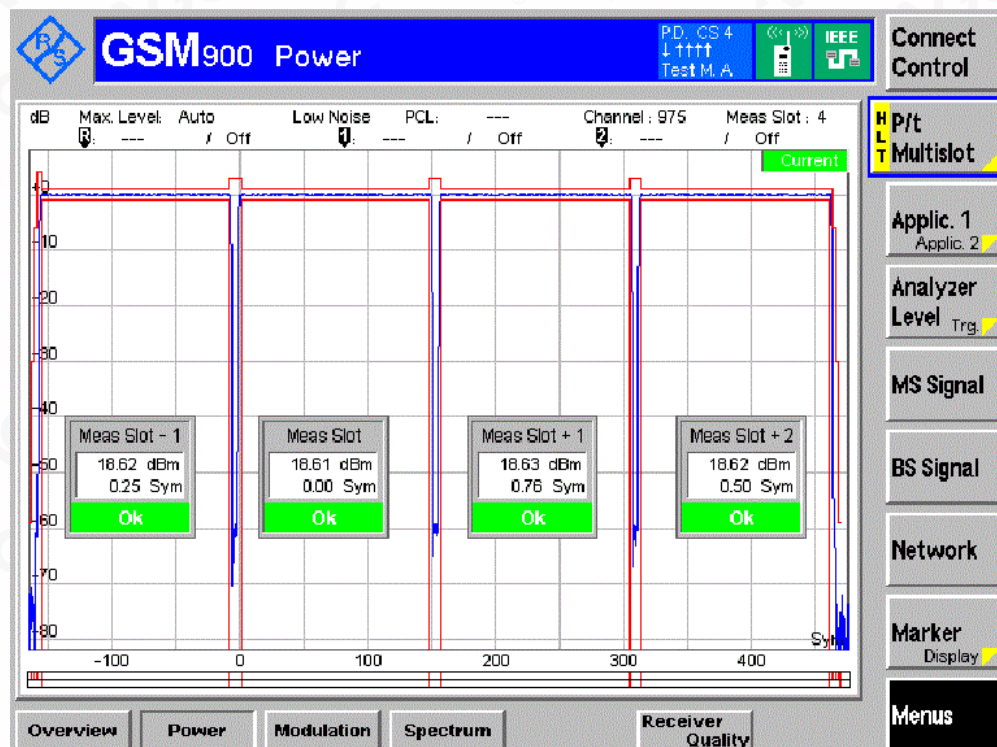 R/S
GSM900 Power
P.D. CS 4
↓ ↑↑↑↑
Test M. A
IEEE
Connect
Control
dB Max. Level: Auto Low Noise PCL: --- Channel : 975 Meas Slot : 4
R: --- / Off 1: --- / Off 2: --- / Off
Current
HLT
P/t
Multislot
Applic. 1
Applic. 2
Analyzer
Level Trg.
MS Signal
BS Signal
Network
Marker
Display
Menus
-10
-20
-30
-40
-50
-60
-70
-80
Meas Slot - 1
18.62 dBm
0.25 Sym
Ok
Meas Slot
18.61 dBm
0.00 Sym
Ok
Meas Slot + 1
18.63 dBm
0.76 Sym
Ok
Meas Slot + 2
18.62 dBm
0.50 Sym
Ok
-100 0 100 200 300 400
Overview Power Modulation Spectrum Receiver Quality